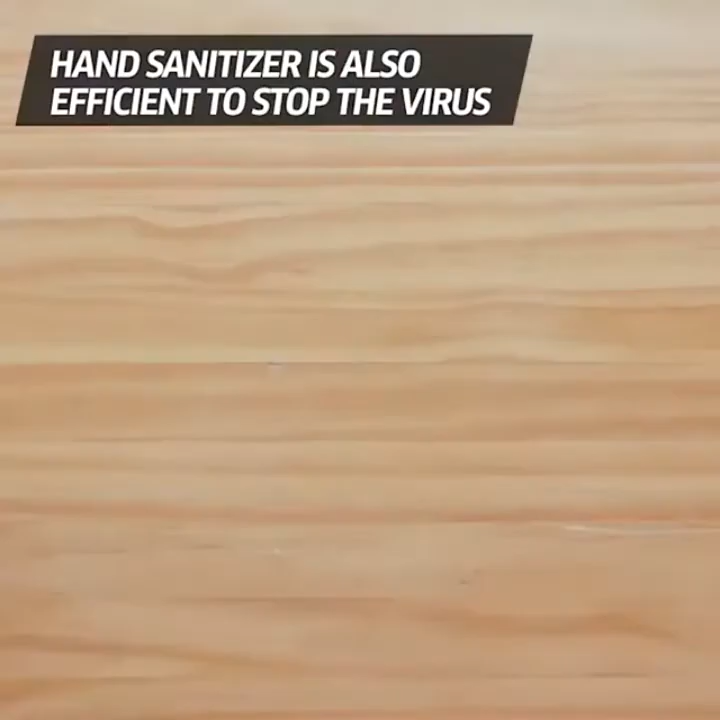 HAND SANITIZER IS ALSO
EFFICIENT TO STOP THE VIRUS